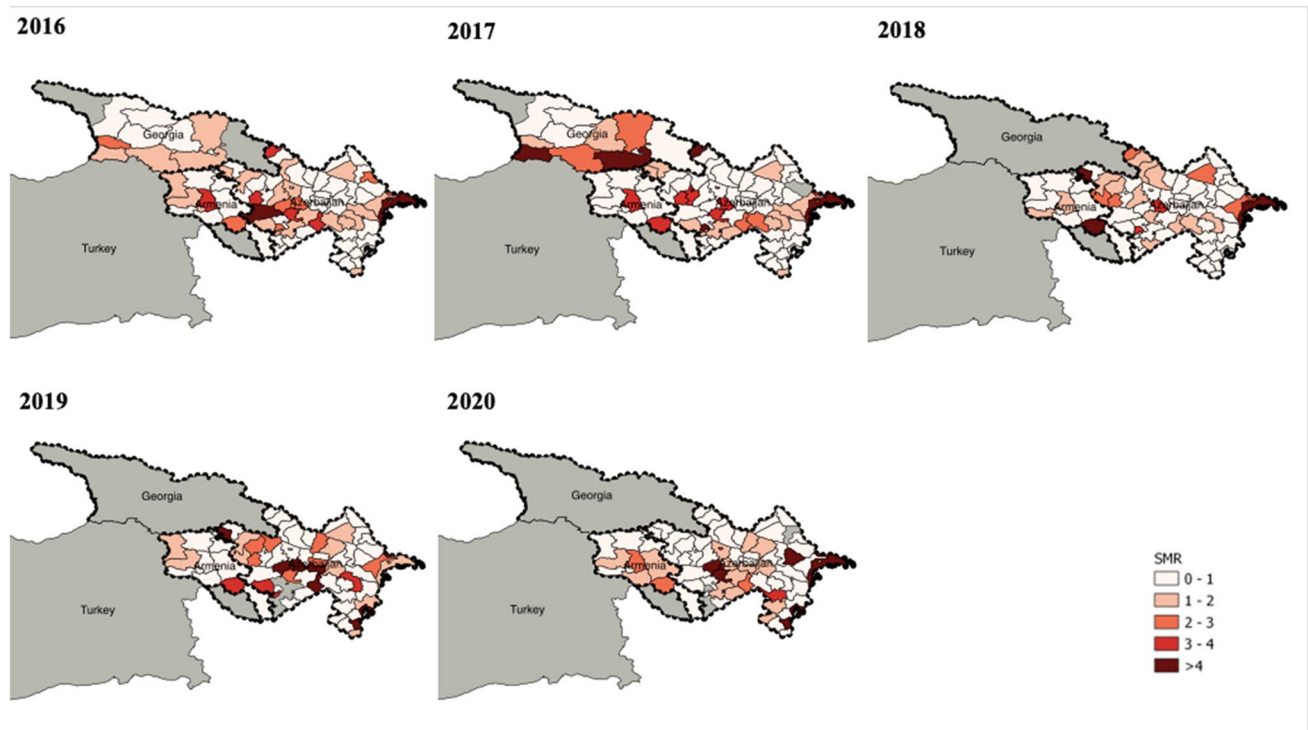 2016
2017
2018
Georgia
Armenia
Azerbaijan
Turkey
Georgia
Armenia
Azerbaijan
Turkey
Georgia
Armenia
Azerbaijan
Turkey
2019
2020
Georgia
Armenia
Azerbaijan
Turkey
Georgia
Armenia
Azerbaijan
Turkey
SMR
0 - 1
1 - 2
2 - 3
3 - 4
>4